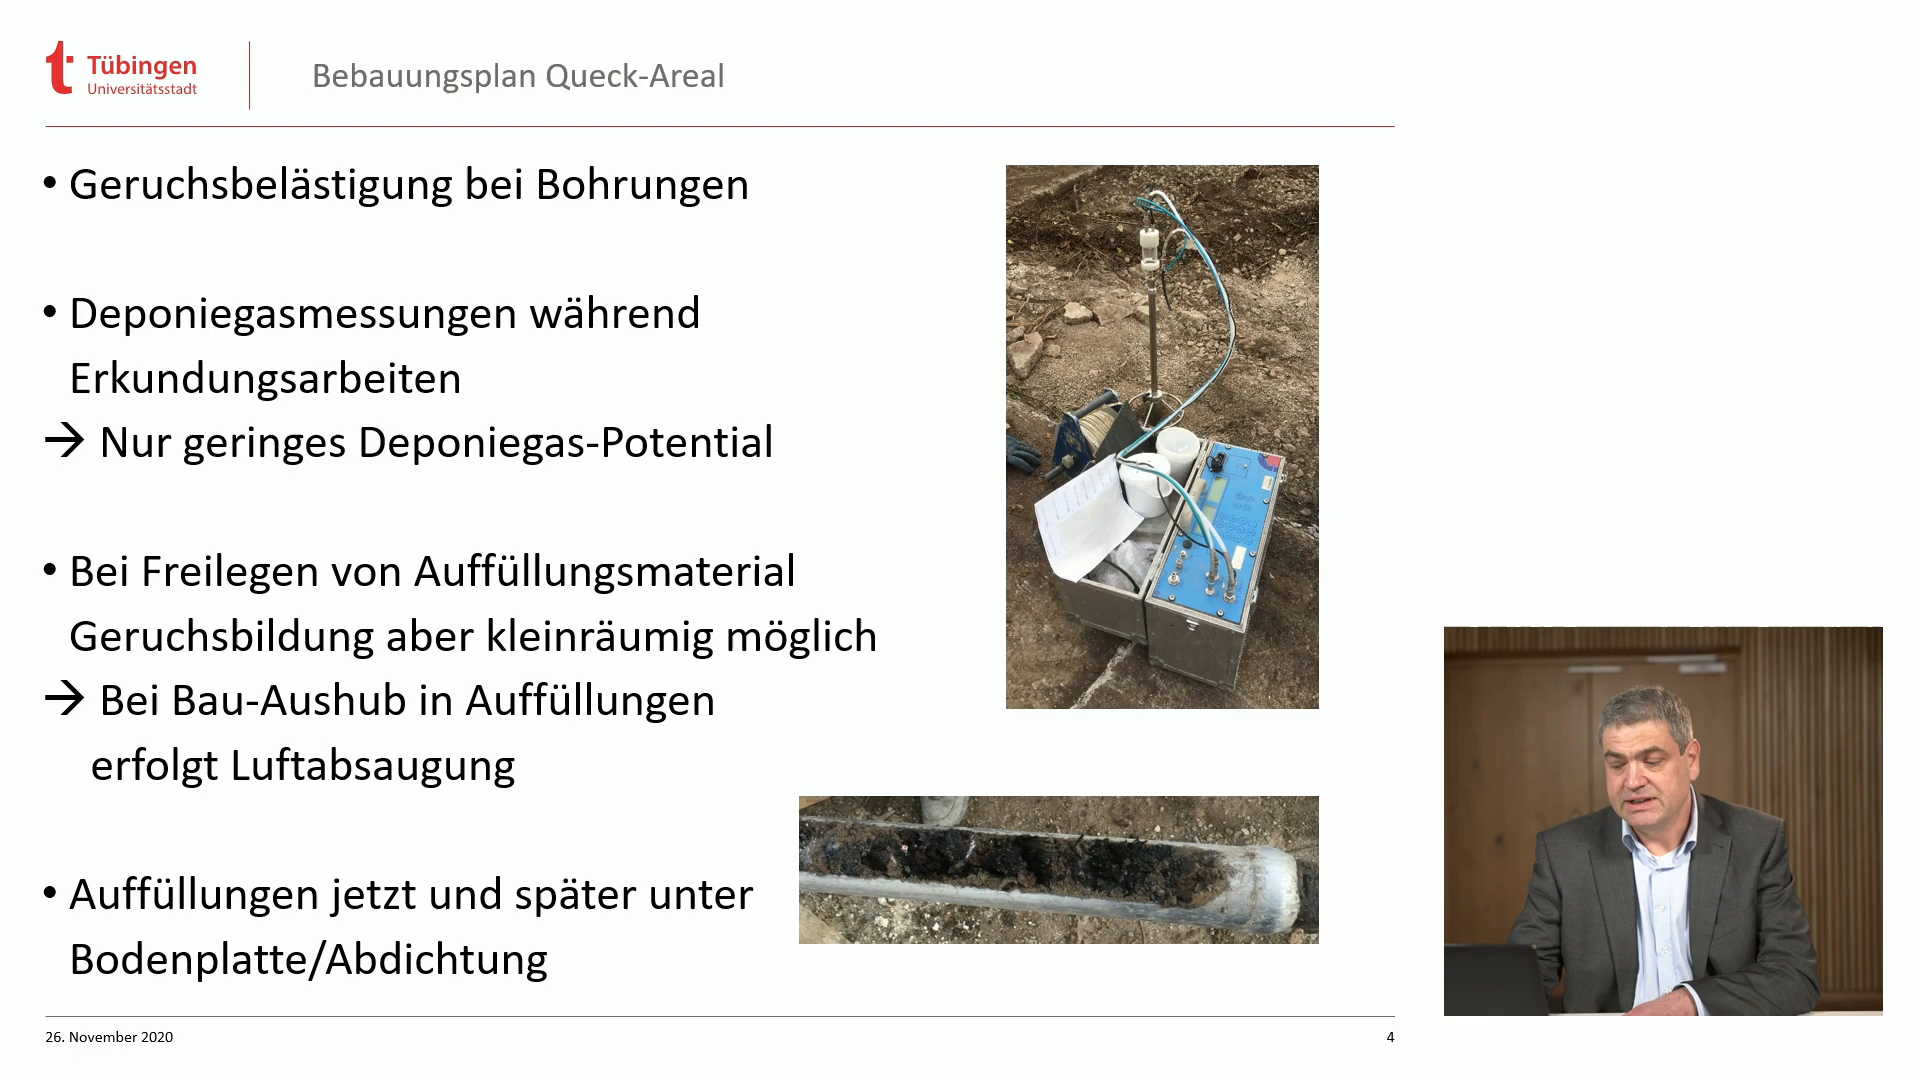 Tübingen
Universitätsstadt
Bebauungsplan Queck-Areal
• Geruchsbelästigung bei Bohrungen
• Deponiegasmessungen während
Erkundungsarbeiten
→ Nur geringes Deponiegas-Potential
• Bei Freilegen von Auffüllungsmaterial
Geruchsbildung aber kleinräumig möglich
→ Bei Bau-Aushub in Auffüllungen
erfolgt Luftabsaugung
• Auffüllungen jetzt und später unter
Bodenplatte/Abdichtung
26. November 2020
4